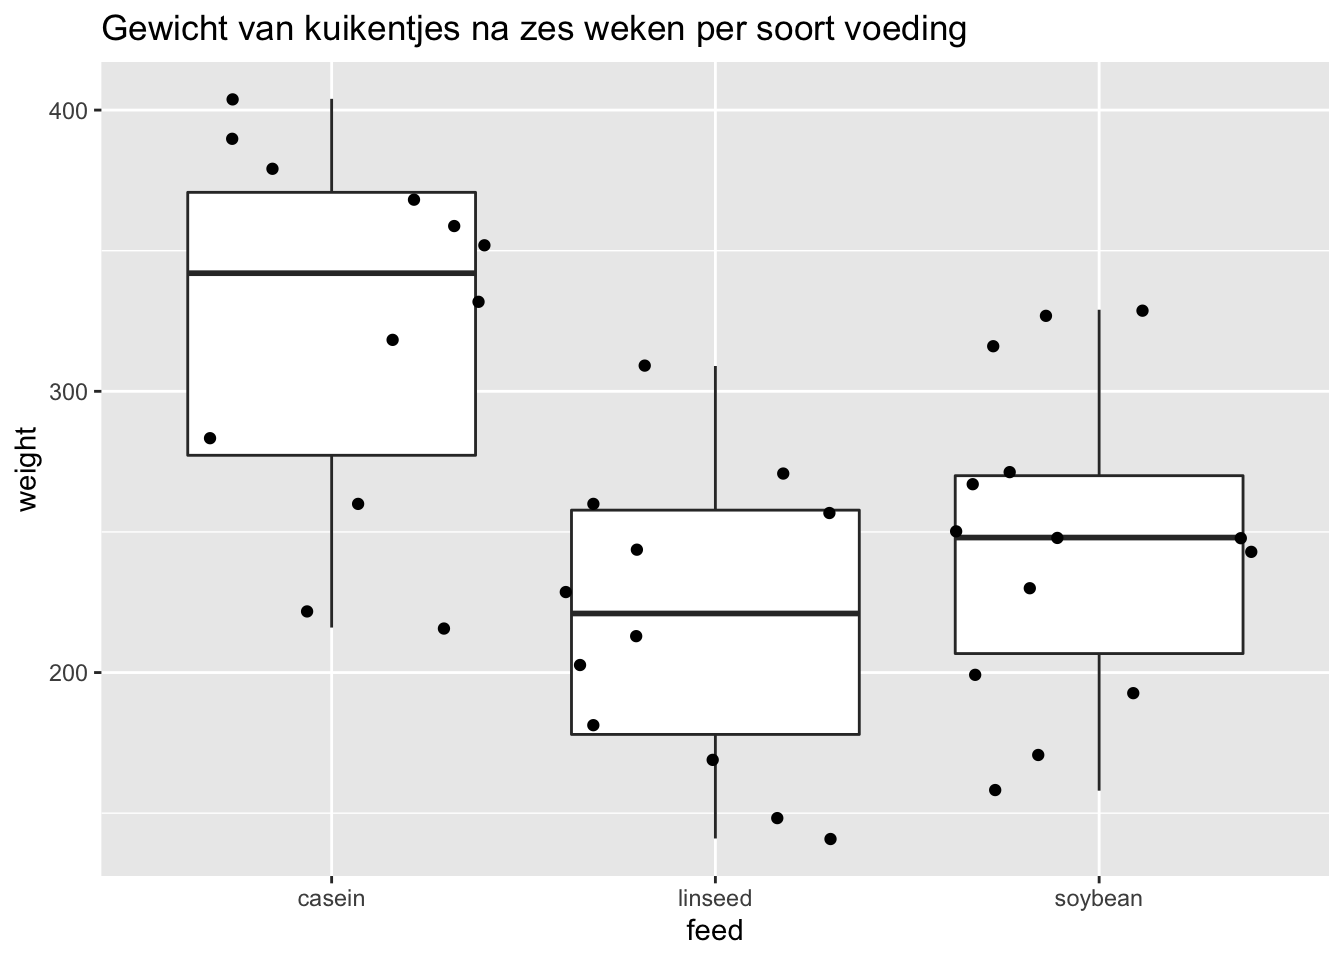 Gewicht van kuikentjes na zes weken per soort voeding
400
300
200
weight
casein
linseed
soybean
feed